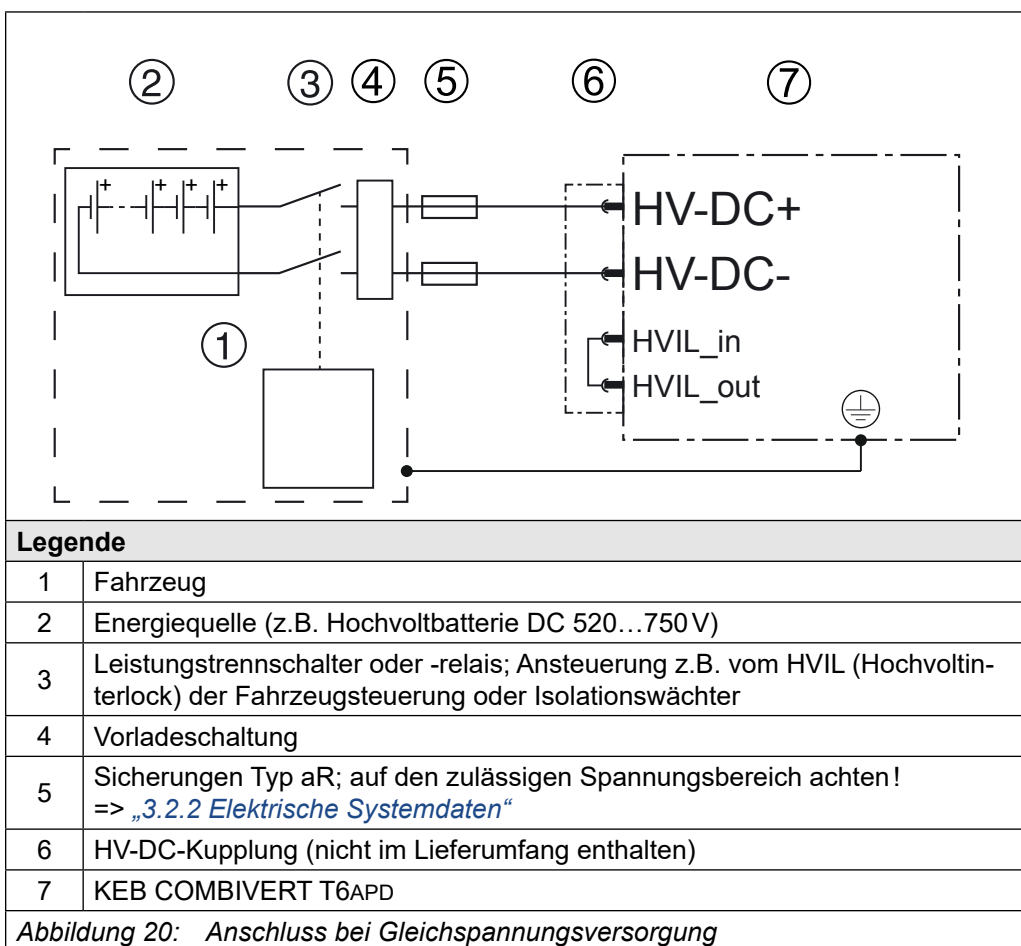 ② ③ ④ ⑤ ⑥ ⑦
+ + + +
HV-DC+
HV-DC-
①
HVIL_in
HVIL_out
Legende
1 Fahrzeug
2 Energiequelle (z.B. Hochvoltbatterie DC 520…750 V)
3 Leistungstrennschalter oder -relais; Ansteuerung z.B. vom HVIL (Hochvoltin-
terlock) der Fahrzeugsteuerung oder Isolationswächter
4 Vorladeschaltung
5 Sicherungen Typ aR; auf den zulässigen Spannungsbereich achten!
=> „3.2.2 Elektrische Systemdaten“
6 HV-DC-Kupplung (nicht im Lieferumfang enthalten)
7 KEB COMBIVERT T6APD
Abbildung 20: Anschluss bei Gleichspannungsversorgung